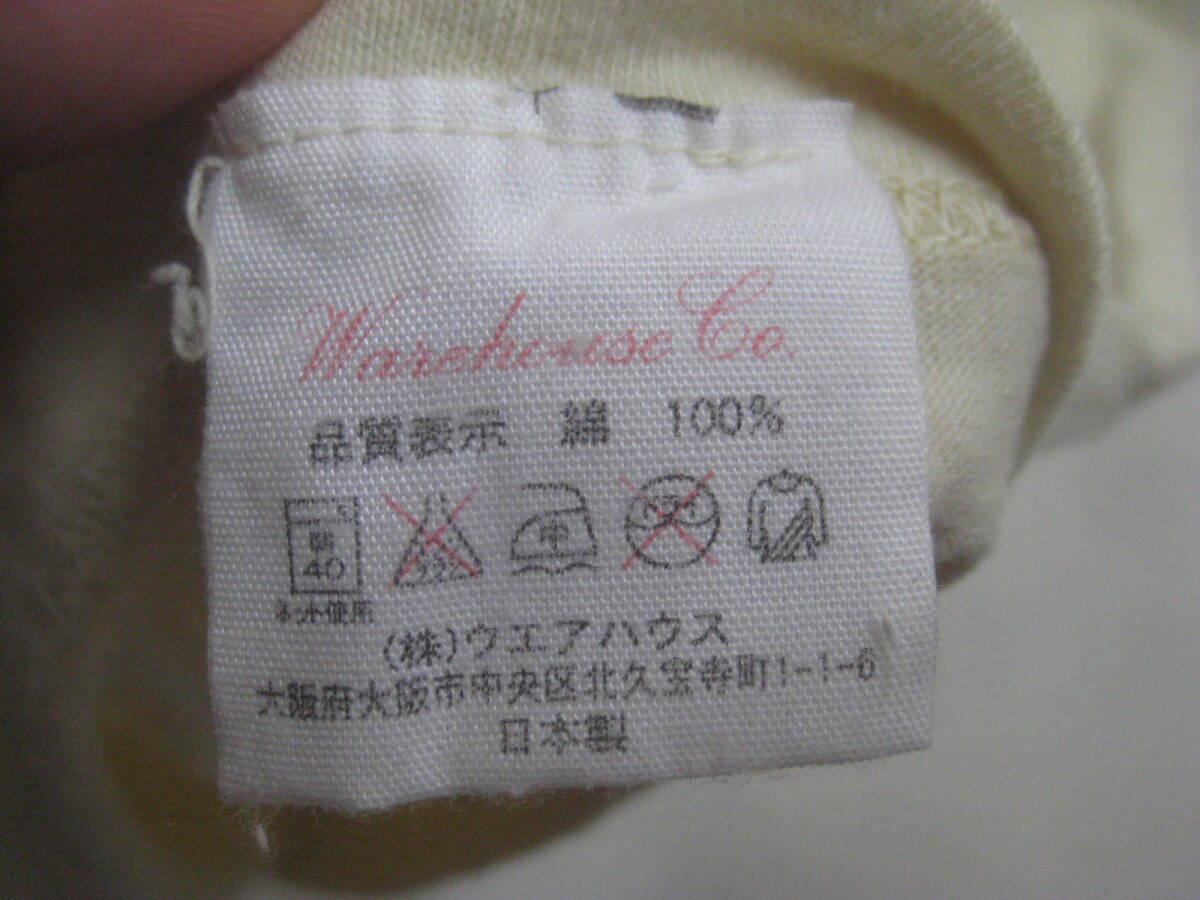 Warehouse Co.
品質表示 綿 100%
40 中
ネット使用
(株)ウエアハウス
大阪府大阪市中央区北久宝寺町1-1-6
日本製